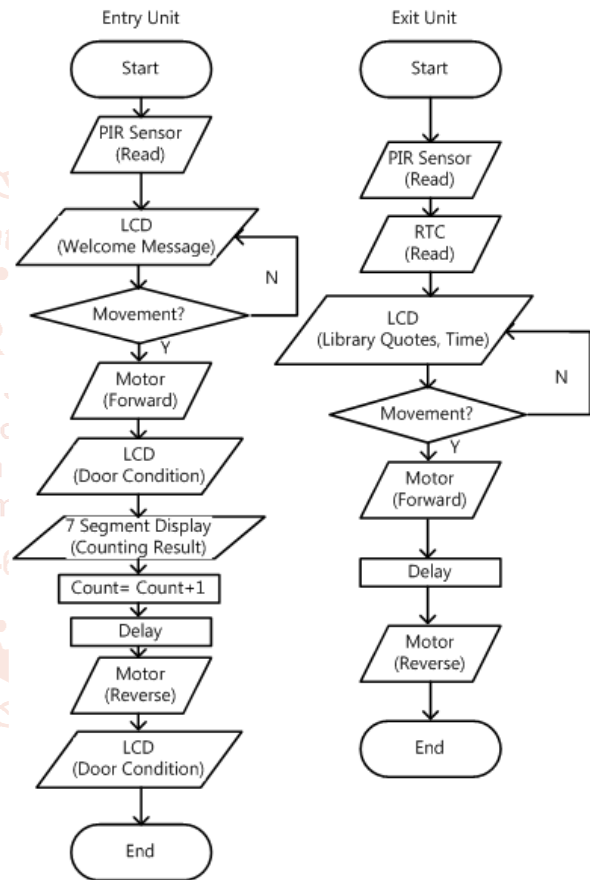 Entry Unit
Start
PIR Sensor
(Read)
LCD
(Welcome Message)
N
Movement?
Y
Motor
(Forward)
LCD
(Door Condition)
7 Segment Display
(Counting Result)
Count= Count+1
Delay
Motor
(Reverse)
LCD
(Door Condition)
End
Exit Unit
Start
PIR Sensor
(Read)
RTC
(Read)
LCD
(Library Quotes, Time)
N
Movement?
Y
Motor
(Forward)
Delay
Motor
(Reverse)
End